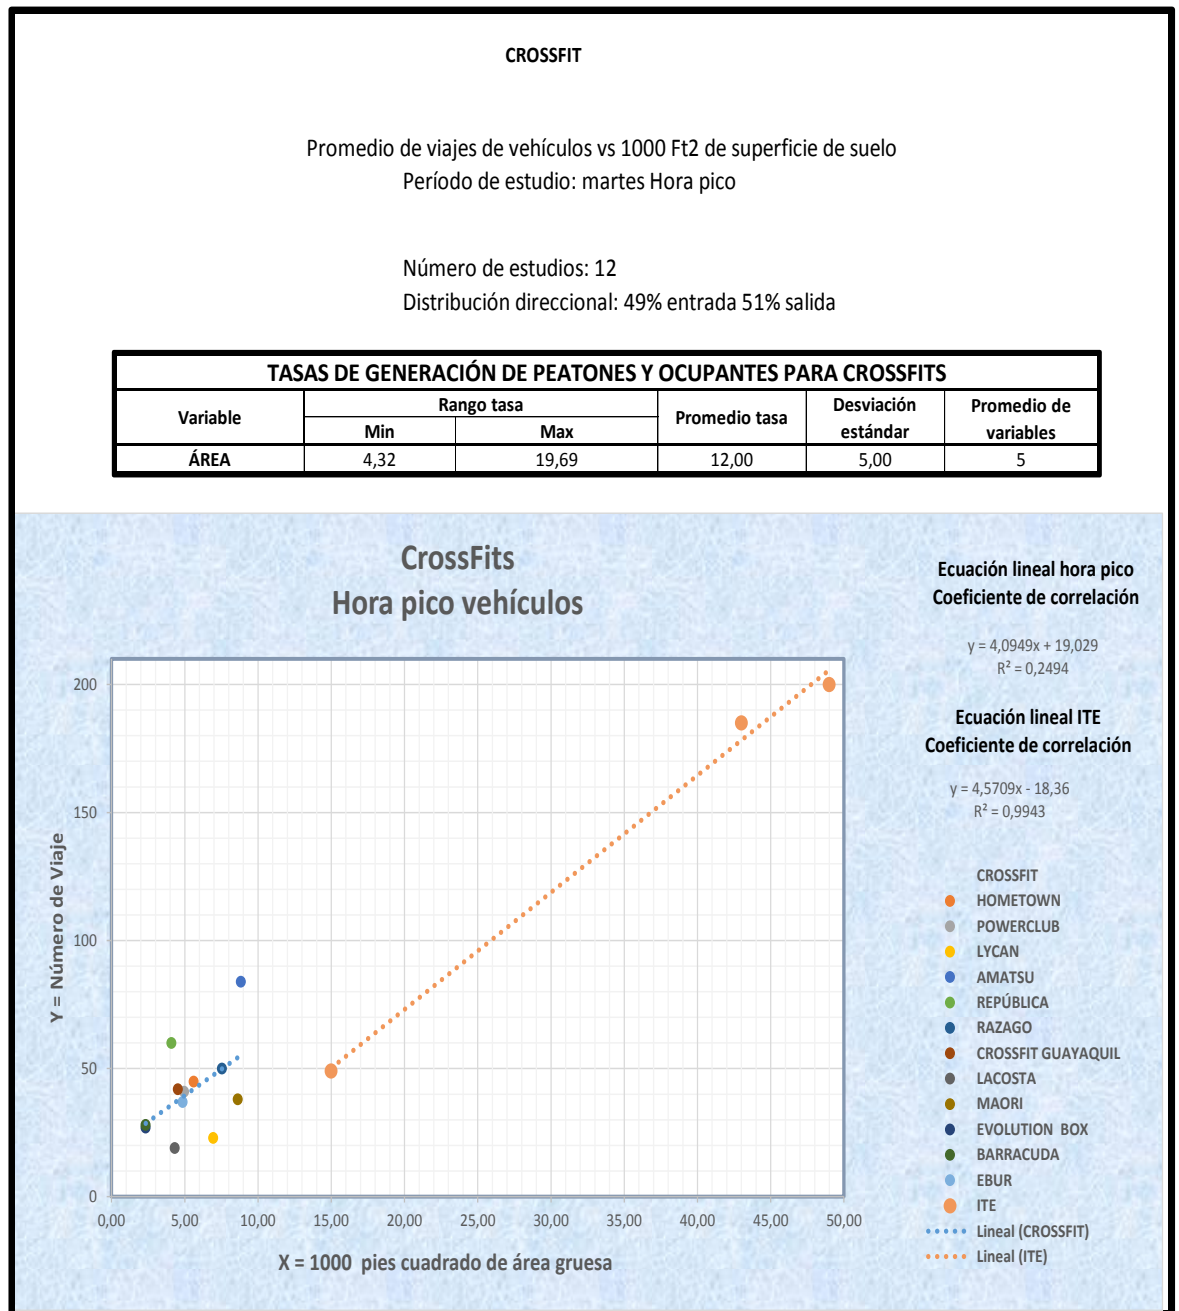 CROSSFIT
Promedio de viajes de vehículos vs 1000 Ft2 de superficie de suelo
Período de estudio: martes Hora pico
Número de estudios: 12
Distribución direccional: 49% entrada 51% salida
TASAS DE GENERACIÓN DE PEATONES Y OCUPANTES PARA CROSSFITS
Variable Rango tasa Promedio tasa Desviación estándar Promedio de variables
Min Max
ÁREA 4,32 19,69 12,00 5,00 5
CrossFits
Hora pico vehículos
Ecuación lineal hora pico
Coeficiente de correlación
y = 4,0949x + 19,029
R² = 0,2494
Ecuación lineal ITE
Coeficiente de correlación
y = 4,5709x - 18,36
R² = 0,9943
CROSSFIT
HOMETOWN
POWERCLUB
LYCAN
AMATSU
REPÚBLICA
RAZAGO
CROSSFIT GUAYAQUIL
LACOSTA
MAORI
EVOLUTION BOX
BARRACUDA
EBUR
ITE
Lineal (CROSSFIT)
Lineal (ITE)
Y = Número de Viaje
200
150
100
50
0
0,00 5,00 10,00 15,00 20,00 25,00 30,00 35,00 40,00 45,00 50,00
X = 1000 pies cuadrado de área gruesa